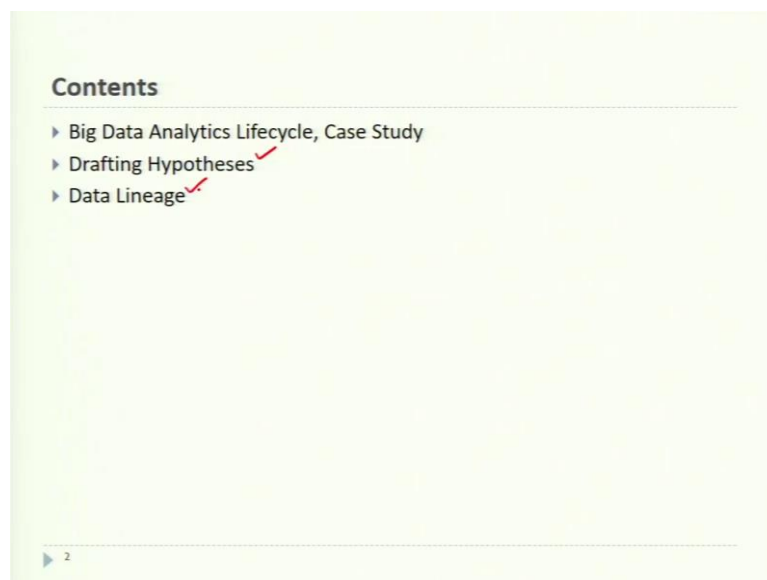 Contents
Big Data Analytics Lifecycle, Case Study
Drafting Hypotheses
Data Lineage
2